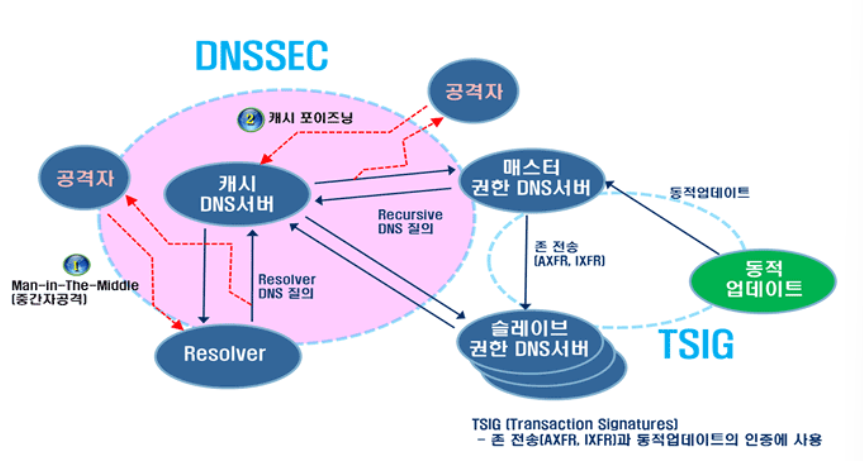 DNSSEC
공격자
2 캐시 포이즈닝
공격자
캐시
DNS서버
매스터
권한 DNS서버
동적업데이트
Recursive
DNS 질의
존 전송
(AXFR, IXFR)
1
Man-in-The-Middle
(중간자공격)
Resolver
DNS 질의
동적
업데이트
Resolver
슬레이브
권한 DNS서버
TSIG
TSIG (Transaction Signatures)
- 존 전송(AXFR, IXFR)과 동적업데이트의 인증에 사용